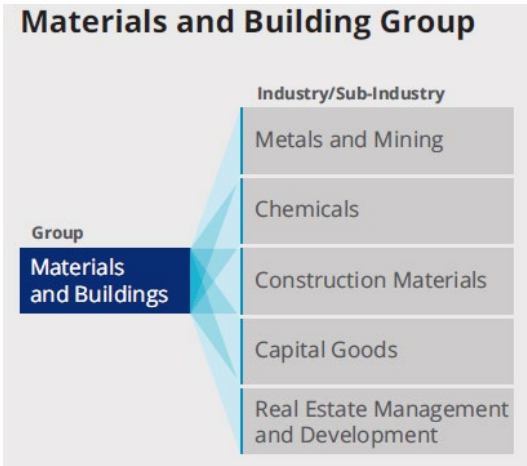 Materials and Building Group
Industry/Sub-Industry
Metals and Mining
Chemicals
Group
Materials
and Buildings
Construction Materials
Capital Goods
Real Estate Management
and Development